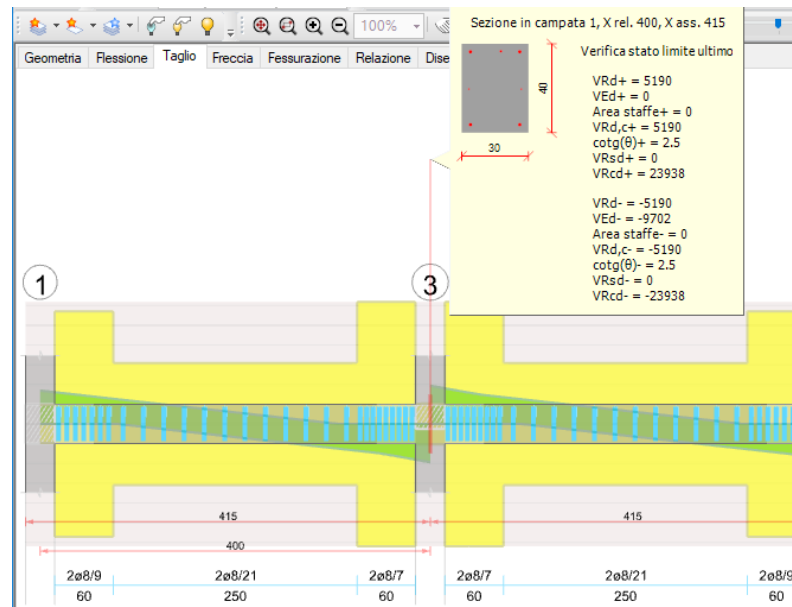 100%
Geometria Flessione Taglio Freccia Fessurazione Relazione Dise
Sezione in campata 1, X rel. 400, X ass. 415
Verifica stato limite ultimo
40
30
VRd+ = 5190
VEd+ = 0
Area staffe+ = 0
VRd,c+ = 5190
cotg(θ)+ = 2.5
VRsd+ = 0
VRcd+ = 23938
VRd- = -5190
VEd- = -9702
Area staffe- = 0
VRd,c- = -5190
cotg(θ)- = 2.5
VRsd- = 0
VRcd- = -23938
1 3
415 415
400
2ø8/9 2ø8/21 2ø8/7 2ø8/7 2ø8/21 2ø8/9
60 250 60 60 250 60